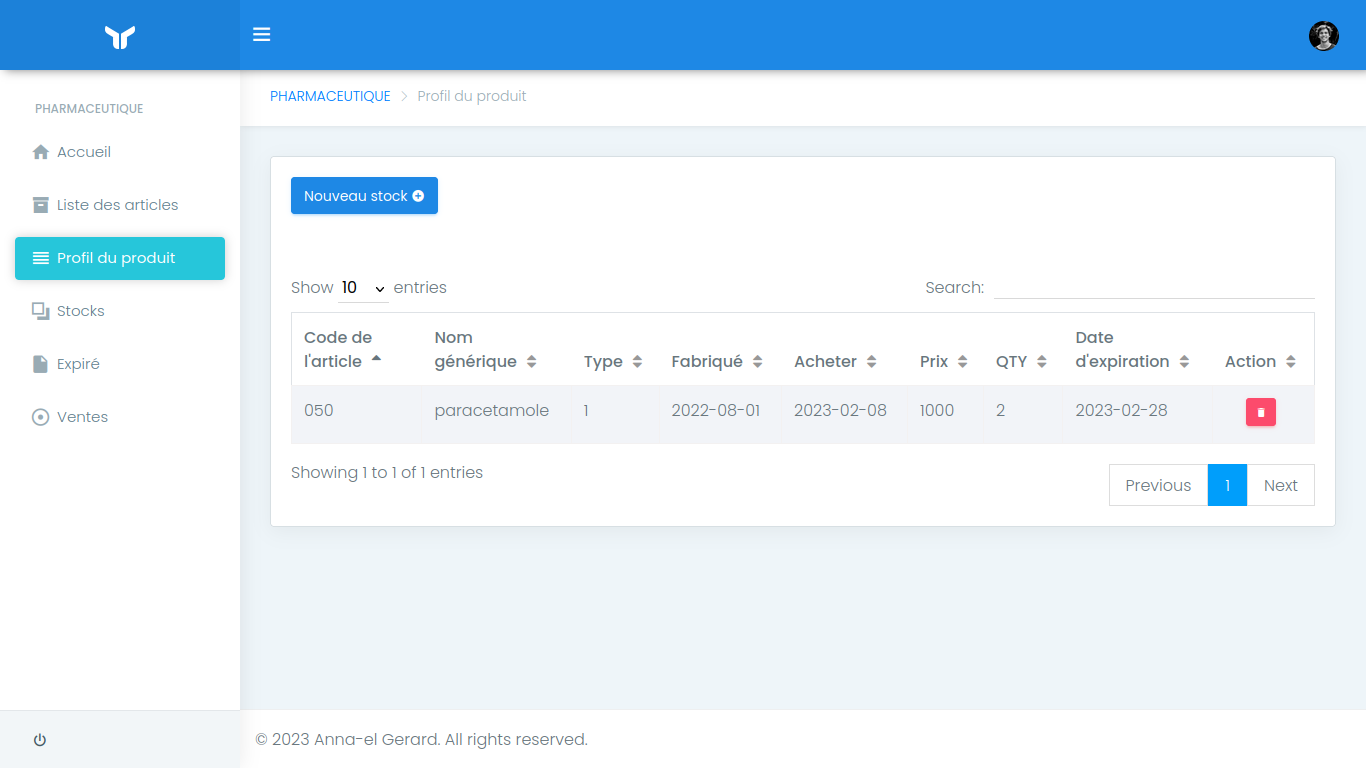 PHARMACEUTIQUE
Accueil
Liste des articles
Profil du produit
Stocks
Expiré
Ventes
PHARMACEUTIQUE > Profil du produit
Nouveau stock
Show 10 entries
Search:
Code de l'article Nom générique Type Fabriqué Acheter Prix QTY Date d'expiration Action
050 paracetamole 1 2022-08-01 2023-02-08 1000 2 2023-02-28
Showing 1 to 1 of 1 entries
Previous 1 Next
© 2023 Anna-el Gerard. All rights reserved.